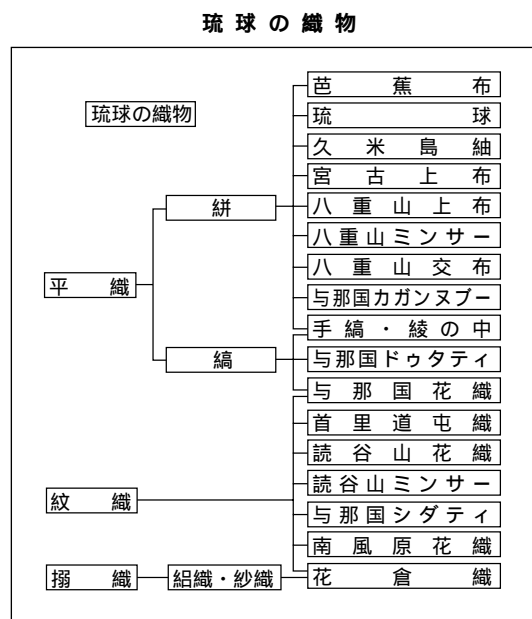 琉球の織物
琉球の織物
平織
絣
縞
紋織
搦織
絽織・紗織
芭蕉布
琉球
久米島紬
宮古上布
八重山上布
八重山ミンサー
八重山交布
与那国カガンヌブー
手縞・綾の中
与那国ドゥタティ
与那国花織
首里道屯織
読谷山花織
読谷山ミンサー
与那国シダティ
南風原花織
花倉織